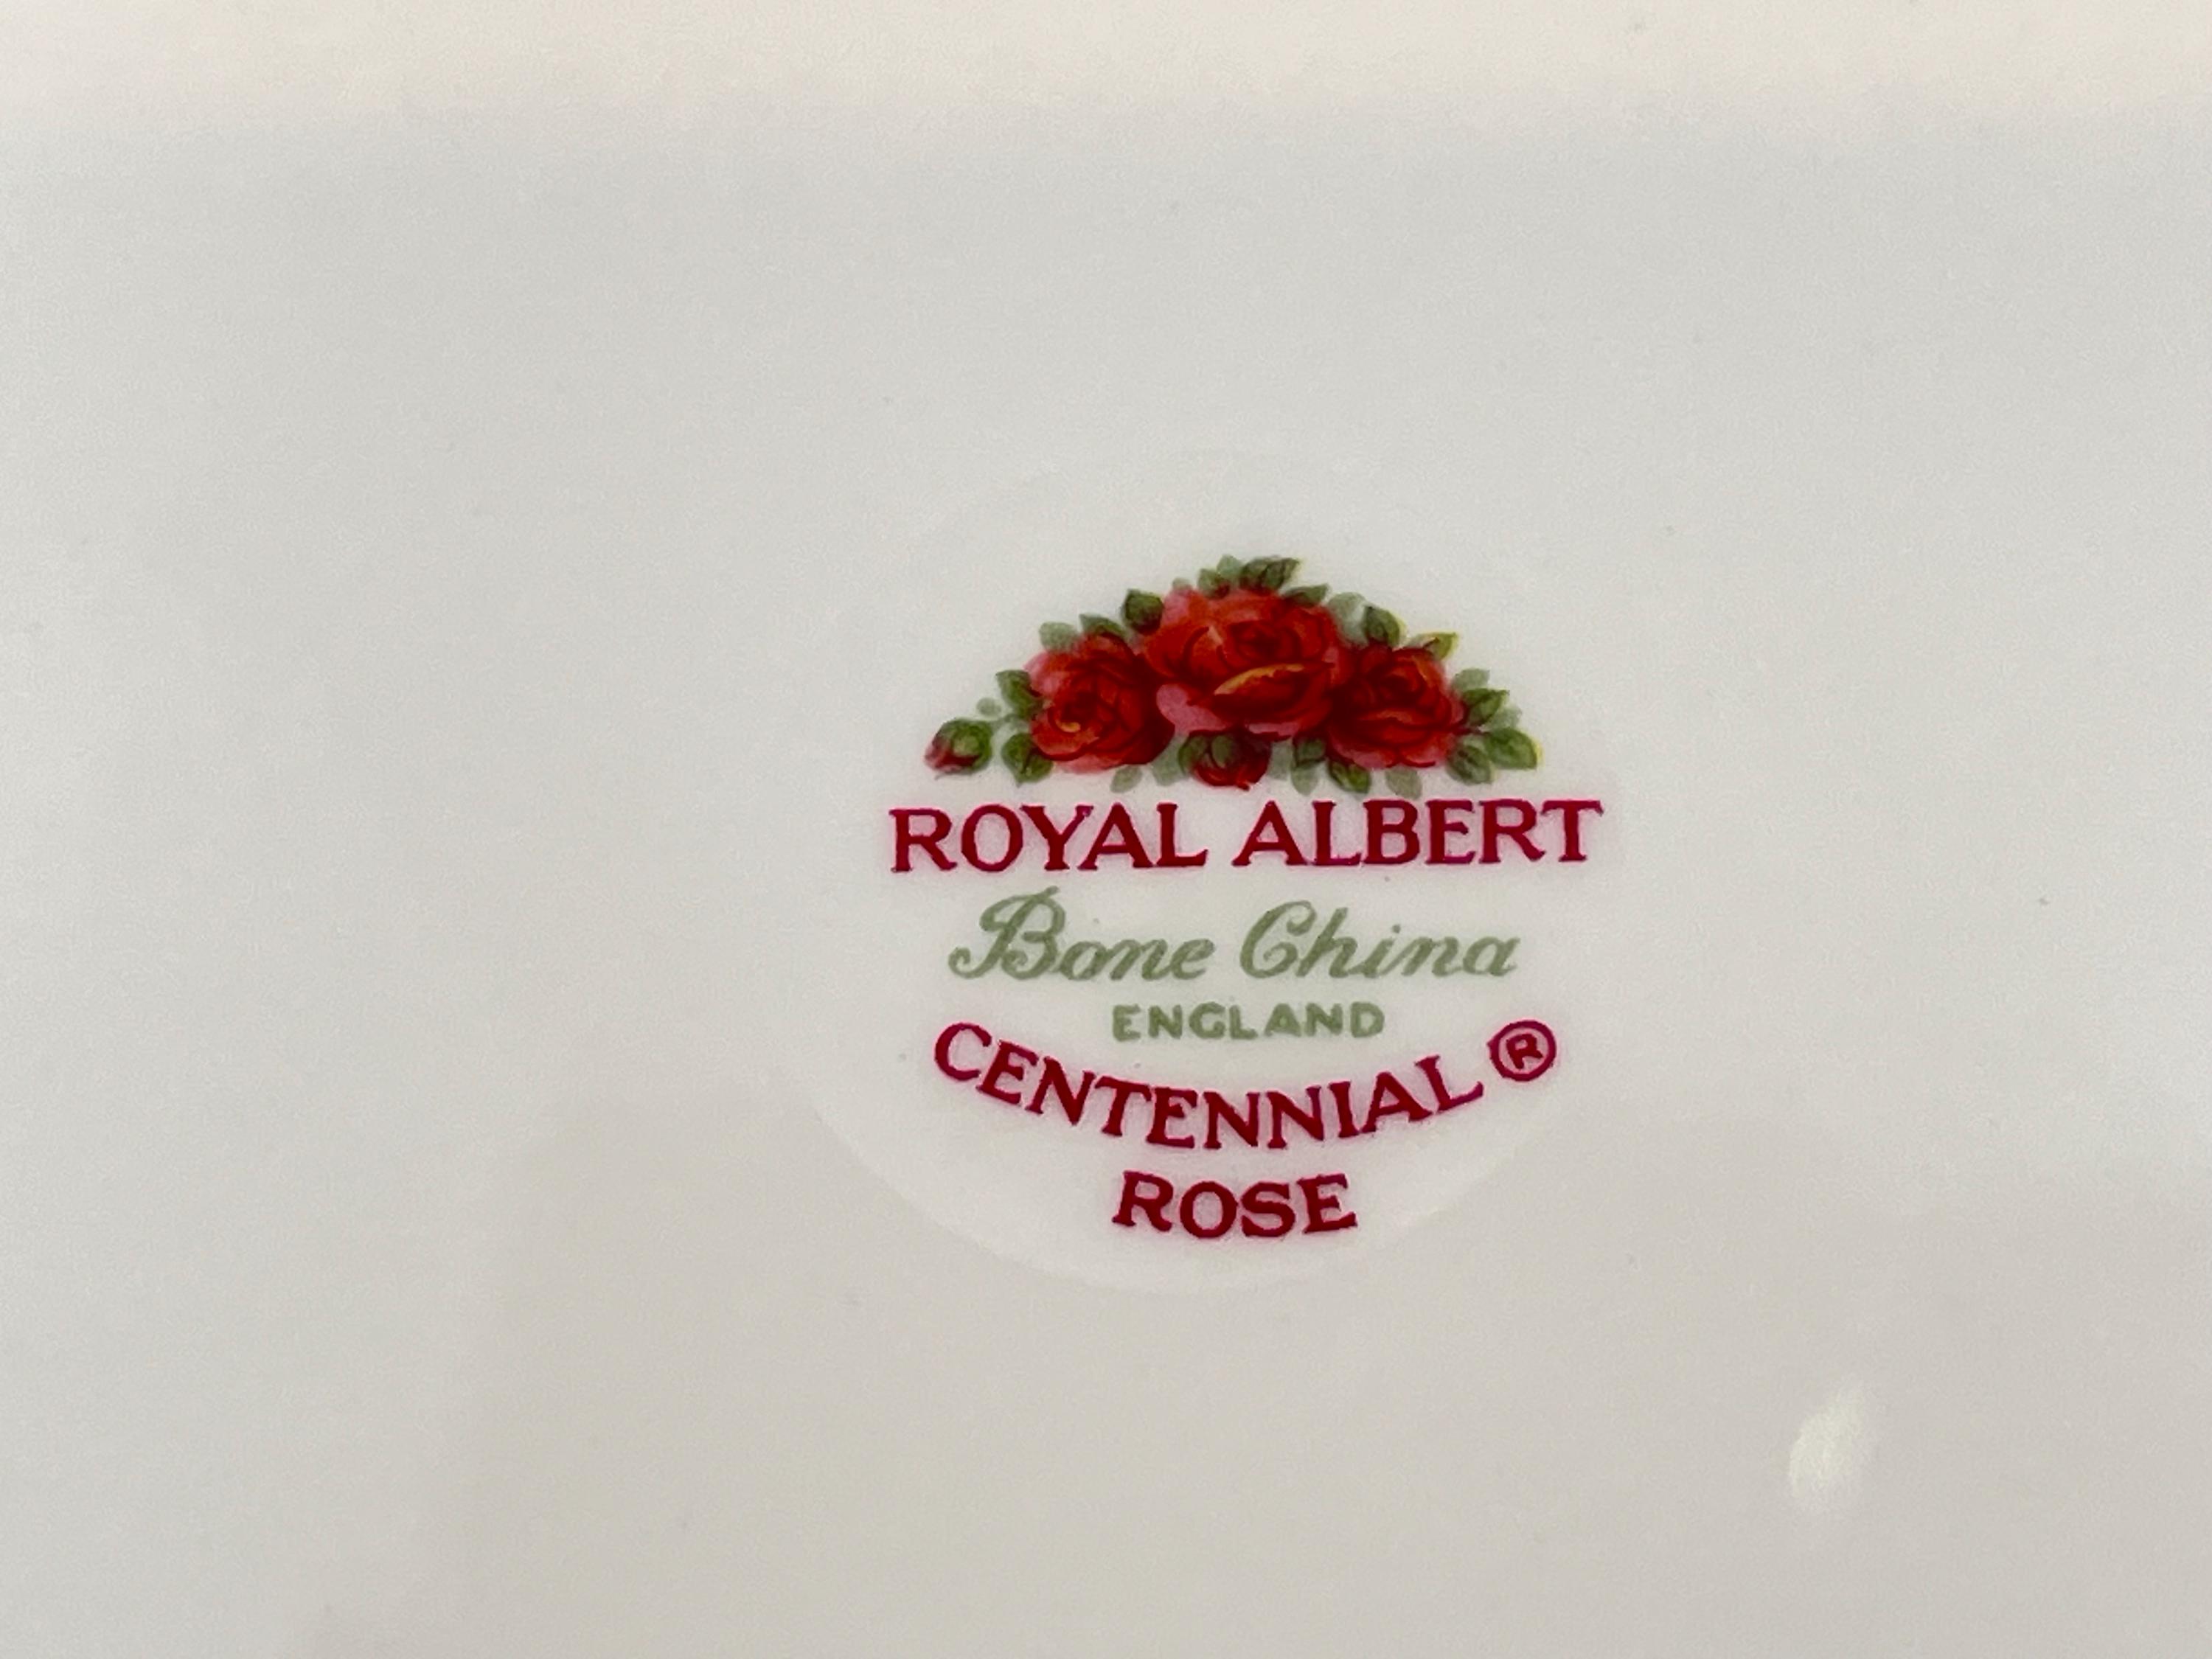 ROYAL ALBERT
Bone China
ENGLAND
CENTENNIAL ®
ROSE